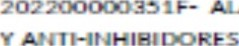 202200000351F- AL
Y ANTI-INHIBIDORES